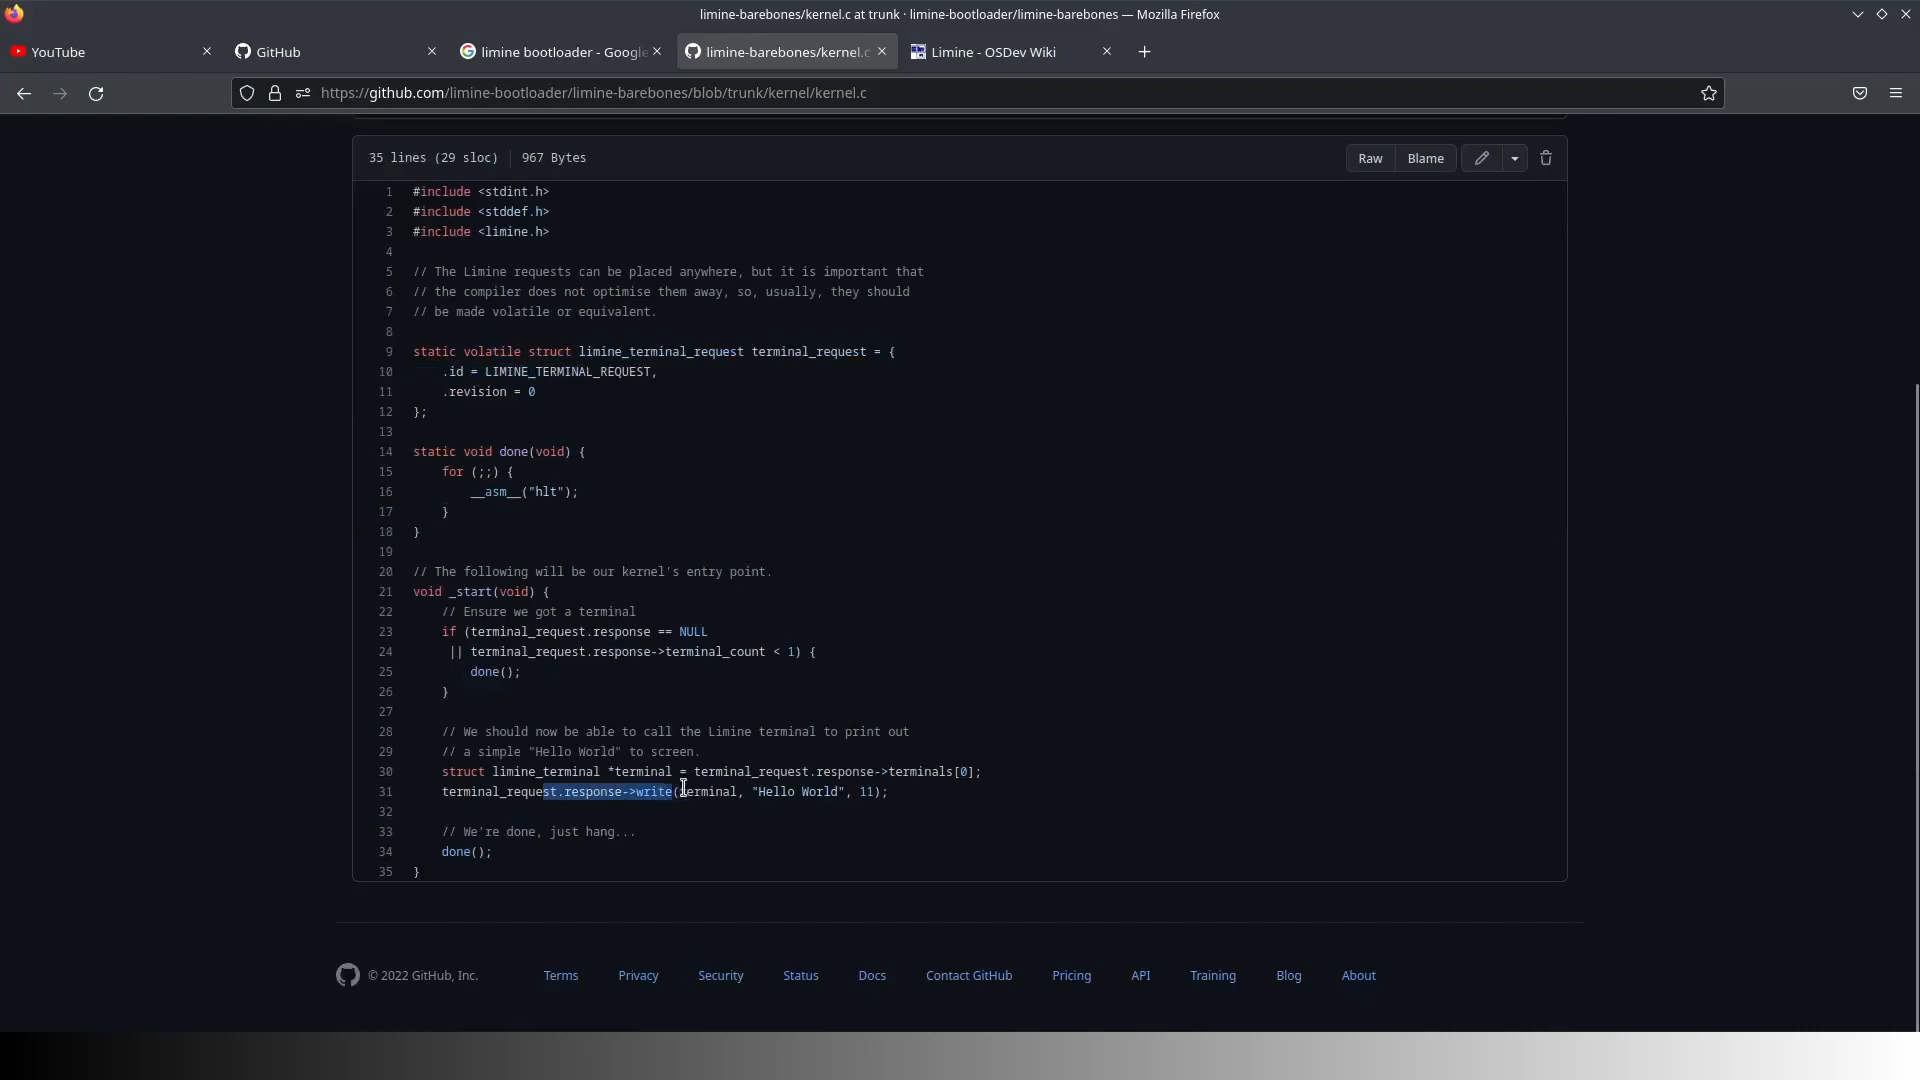 limine-barebones/kernel.c at trunk · limine-bootloader/limine-barebones — Mozilla Firefox
YouTube
GitHub
limine bootloader - Google
limine-barebones/kernel.c
Limine - OSDev Wiki
https://github.com/limine-bootloader/limine-barebones/blob/trunk/kernel/kernel.c
35 lines (29 sloc) 967 Bytes
Raw Blame
1 #include <stdint.h>
2 #include <stddef.h>
3 #include <limine.h>
4
5 // The Limine requests can be placed anywhere, but it is important that
6 // the compiler does not optimise them away, so, usually, they should
7 // be made volatile or equivalent.
8
9 static volatile struct limine_terminal_request terminal_request = {
10 .id = LIMINE_TERMINAL_REQUEST,
11 .revision = 0
12 };
13
14 static void done(void) {
15 for (;;) {
16 __asm__("hlt");
17 }
18 }
19
20 // The following will be our kernel's entry point.
21 void _start(void) {
22 // Ensure we got a terminal
23 if (terminal_request.response == NULL
24 || terminal_request.response->terminal_count < 1) {
25 done();
26 }
27
28 // We should now be able to call the Limine terminal to print out
29 // a simple "Hello World" to screen.
30 struct limine_terminal *terminal = terminal_request.response->terminals[0];
31 terminal_request.response->write(terminal, "Hello World", 11);
32
33 // We're done, just hang...
34 done();
35 }
© 2022 GitHub, Inc. Terms Privacy Security Status Docs Contact GitHub Pricing API Training Blog About